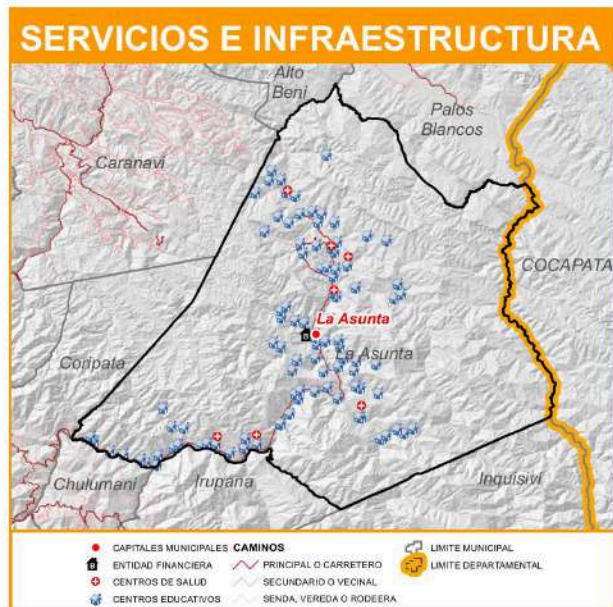 SERVICIOS E INFRAESTRUCTURA
Alto
Beni
Palos
Blancos
Caranavi
COCAPATA
La Asunta
La Asunta
Coripata
Chulumani
Irupana
Inquisivi
CAPITALES MUNICIPALES
ENTIDAD FINANCIERA
CENTROS DE SALUD
CENTROS EDUCATIVOS
CAMINOS
PRINCIPAL O CARRETERO
SECUNDARIO O VECINAL
SENDA, VEREDA O RODEERA
LIMITE MUNICIPAL
LIMITE DEPARTAMENTAL